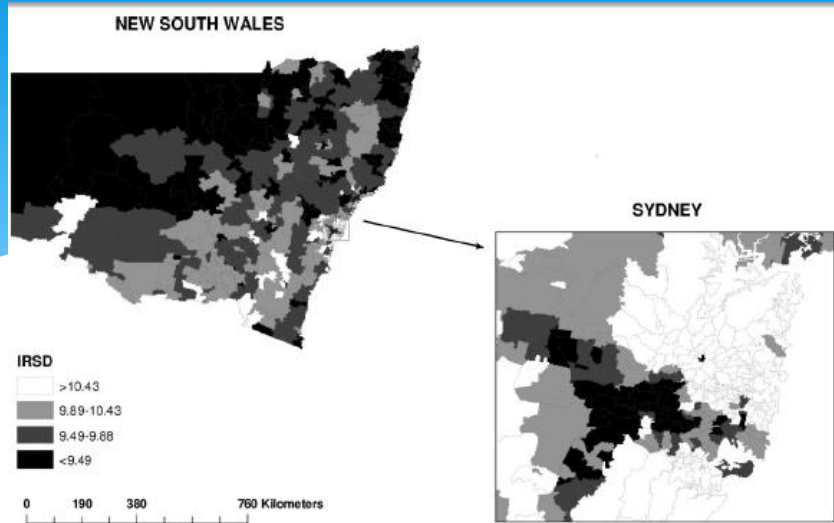 NEW SOUTH WALES
SYDNEY
IRSD
>10.43
9.89-10.43
9.49-9.88
<9.49
0 190 380 760 Kilometers